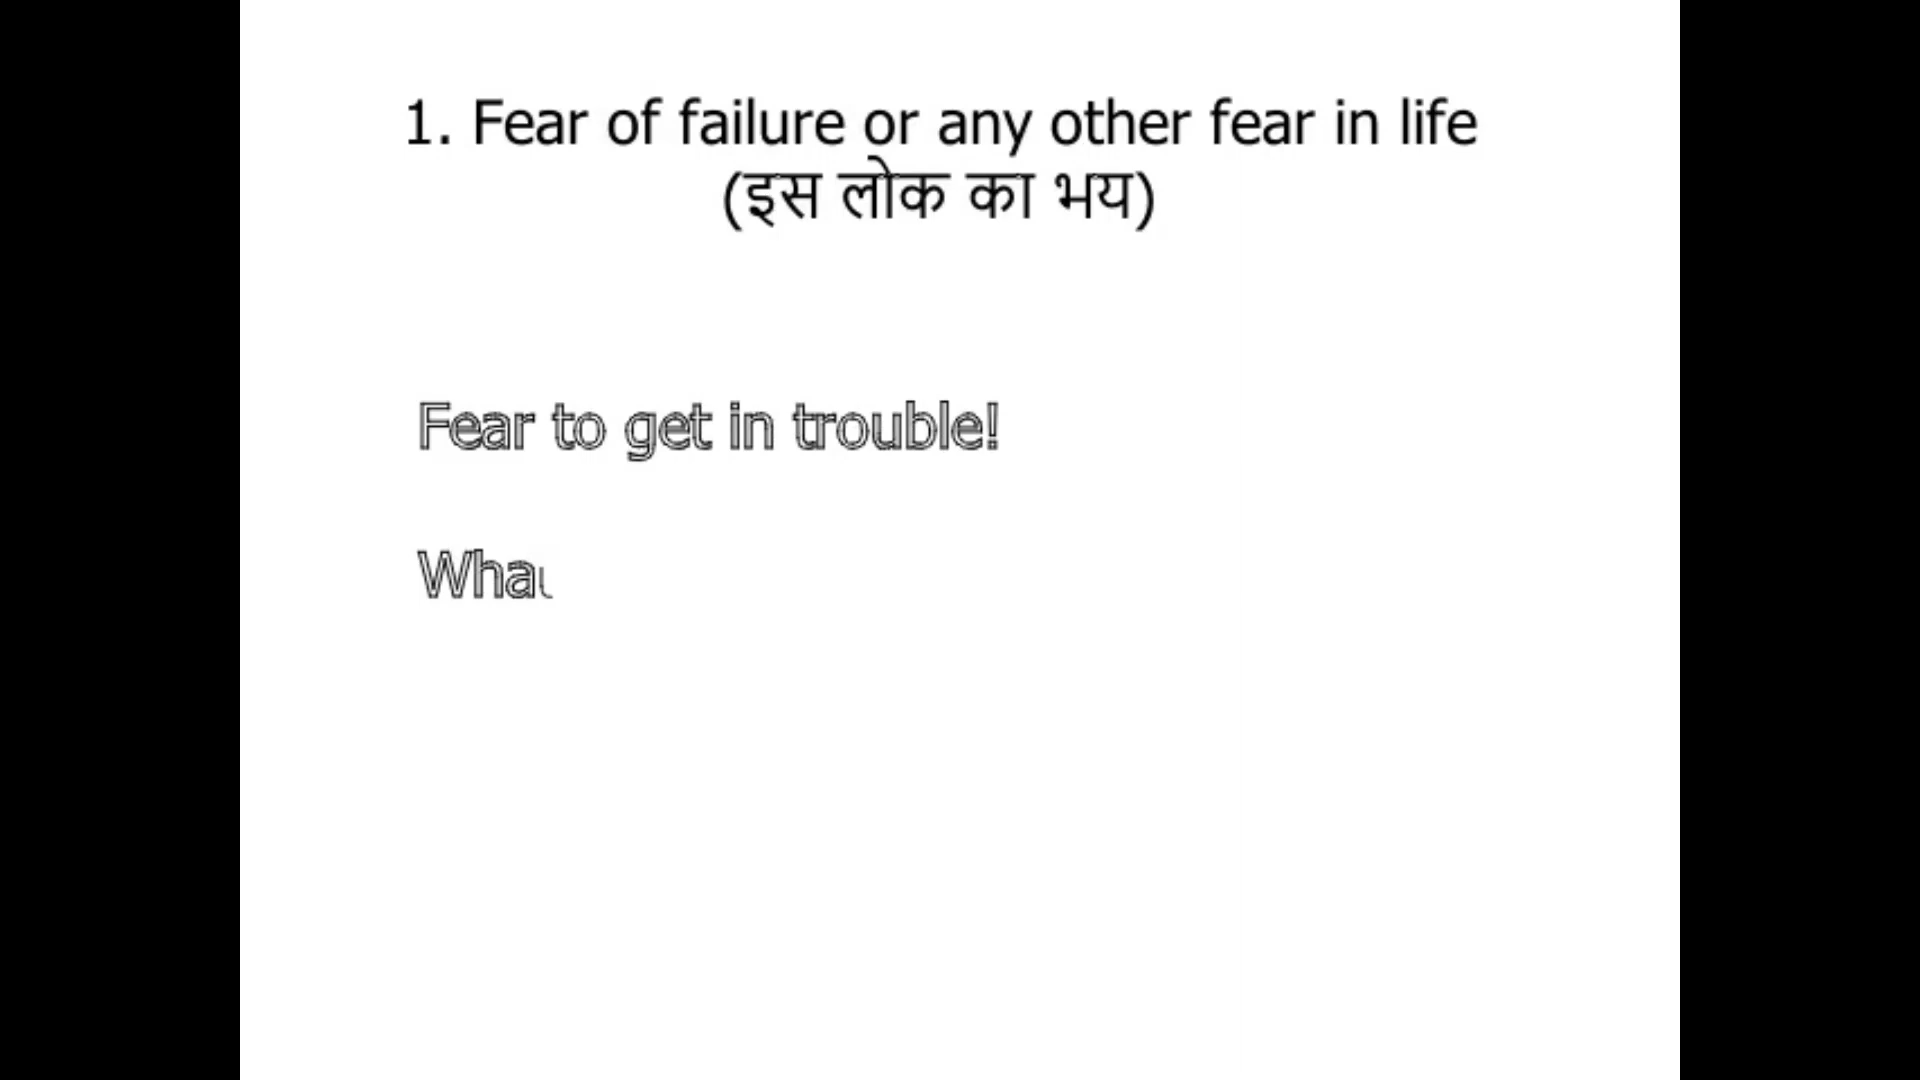 1. Fear of failure or any other fear in life
(इस लोक का भय)
Fear to get in trouble!